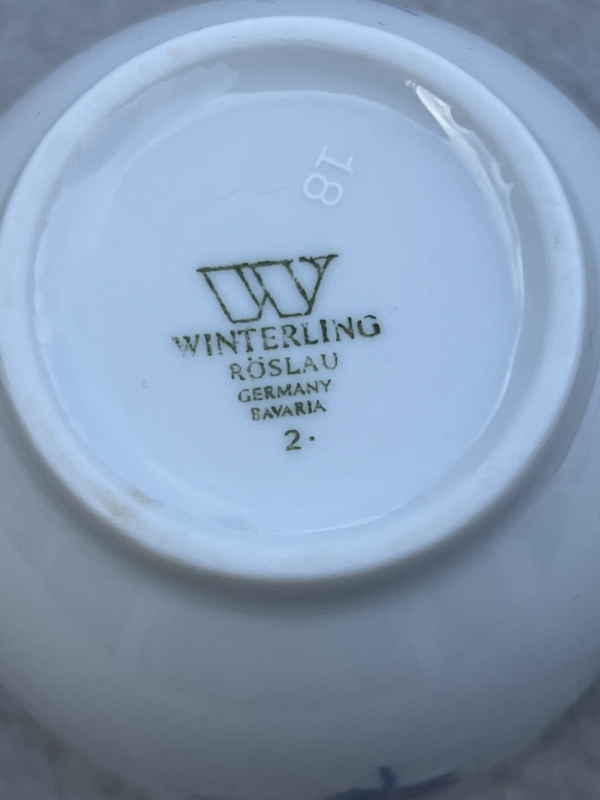 18
W
WINTERLING
RÖSLAU
GERMANY
BAVARIA
2.